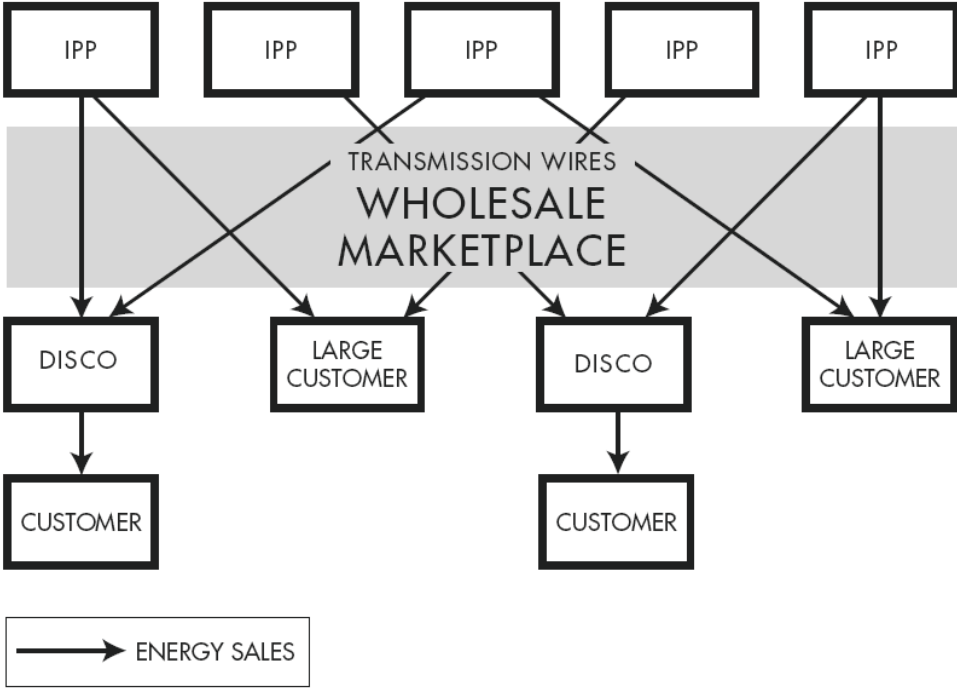 IPP
IPP
IPP
IPP
IPP
TRANSMISSION WIRES
WHOLESALE
MARKETPLACE
DISCO
LARGE
CUSTOMER
DISCO
LARGE
CUSTOMER
CUSTOMER
CUSTOMER
ENERGY SALES